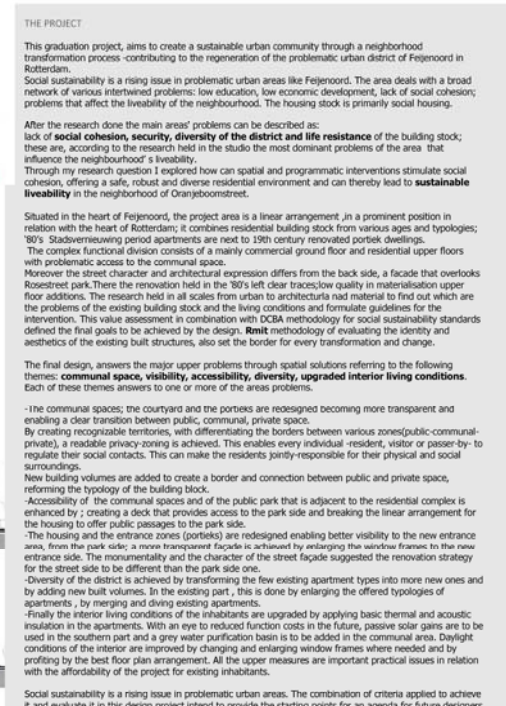 THE PROJECT
This graduation project, aims to create a sustainable urban community through a neighborhood
transformation process -contributing to the regeneration of the problematic urban district of Feijenoord in
Rotterdam.
Social sustainability is a rising issue in problematic urban areas like Feijenoord. The area deals with a broad
network of various intertwined problems: low education, low economic development, lack of social cohesion;
problems that affect the liveability of the neighbourhood. The housing stock is primarily social housing.
After the research done the main areas' problems can be described as:
lack of social cohesion, security, diversity of the district and life resistance of the building stock;
these are, according to the research held in the studio the most dominant problems of the area that
influence the neighbourhood' s liveability.
Through my research question I explored how can spatial and programmatic interventions stimulate social
cohesion, offering a safe, robust and diverse residential environment and can thereby lead to sustainable
liveability in the neighborhood of Oranjeboomstreet.
Situated in the heart of Feijenoord, the project area is a linear arrangement ,in a prominent position in
relation with the heart of Rotterdam; it combines residential building stock from various ages and typologies;
'80's Stadsvernieuwing period apartments are next to 19th century renovated portiek dwellings.
The complex functional division consists of a mainly commercial ground floor and residential upper floors
with problematic access to the communal space.
Moreover the street character and architectural expression differs from the back side, a facade that overlooks
Rosestreet park.There the renovation held in the '80's left clear traces;low quality in materialisation upper
floor additions. The research held in all scales from urban to architecturla nad material to find out which are
the problems of the existing building stock and the living conditions and formulate guidelines for the
intervention. This value assessment in combination with DCBA methodology for social sustainability standards
defined the final goals to be achieved by the design. Rmit methodology of evaluating the identity and
aesthetics of the existing built structures, also set the border for every transformation and change.
The final design, answers the major upper problems through spatial solutions referring to the following
themes: communal space, visibility, accessibility, diversity, upgraded interior living conditions.
Each of these themes answers to one or more of the areas problems.
-The communal spaces; the courtyard and the portieks are redesigned becoming more transparent and
enabling a clear transition between public, communal, private space.
By creating recognizable territories, with differentiating the borders between various zones(public-communal-
private), a readable privacy-zoning is achieved. This enables every individual -resident, visitor or passer-by- to
regulate their social contacts. This can make the residents jointly-responsible for their physical and social
surroundings.
New building volumes are added to create a border and connection between public and private space,
reforming the typology of the building block.
-Accessibility of the communal spaces and of the public park that is adjacent to the residential complex is
enhanced by ; creating a deck that provides access to the park side and breaking the linear arrangement for
the housing to offer public passages to the park side.
-The housing and the entrance zones (portieks) are redesigned enabling better visibility to the new entrance
area, from the park side; a more transparent façade is achieved by enlarging the window frames to the new
entrance side. The monumentality and the character of the street façade suggested the renovation strategy
for the street side to be different than the park side one.
-Diversity of the district is achieved by transforming the few existing apartment types into more new ones and
by adding new built volumes. In the existing part , this is done by enlarging the offered typologies of
apartments , by merging and diving existing apartments.
-Finally the interior living conditions of the inhabitants are upgraded by applying basic thermal and acoustic
insulation in the apartments. With an eye to reduced function costs in the future, passive solar gains are to be
used in the southern part and a grey water purification basin is to be added in the communal area. Daylight
conditions of the interior are improved by changing and enlarging window frames where needed and by
profiting by the best floor plan arrangement. All the upper measures are important practical issues in relation
with the affordability of the project for existing inhabitants.
Social sustainability is a rising issue in problematic urban areas. The combination of criteria applied to achieve
it and evaluate it in this design project intend to provide the starting points for an agenda for future designers